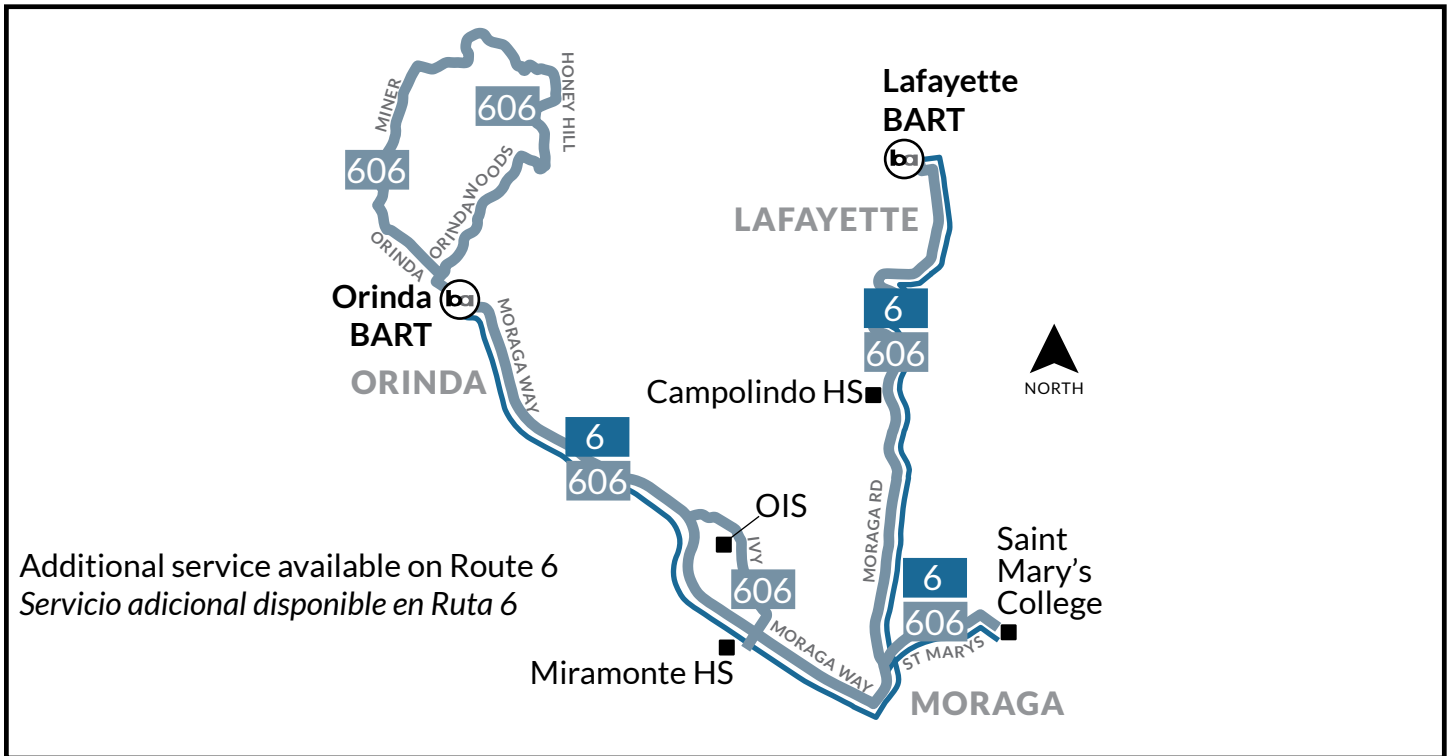 HONEY HILL
MINER
606
606
ORINDAWOODS
ORINDA
Orinda
BART
ba
MORAGA WAY
ORINDA
Lafayette
BART
ba
LAFAYETTE
6
606
Campolindo HS
NORTH
6
606
OIS
IVY
606
MORAGA RD
6
606
Saint
Mary's
College
ST MARYS
Additional service available on Route 6
Servicio adicional disponible en Ruta 6
MORAGA WAY
Miramonte HS
MORAGA